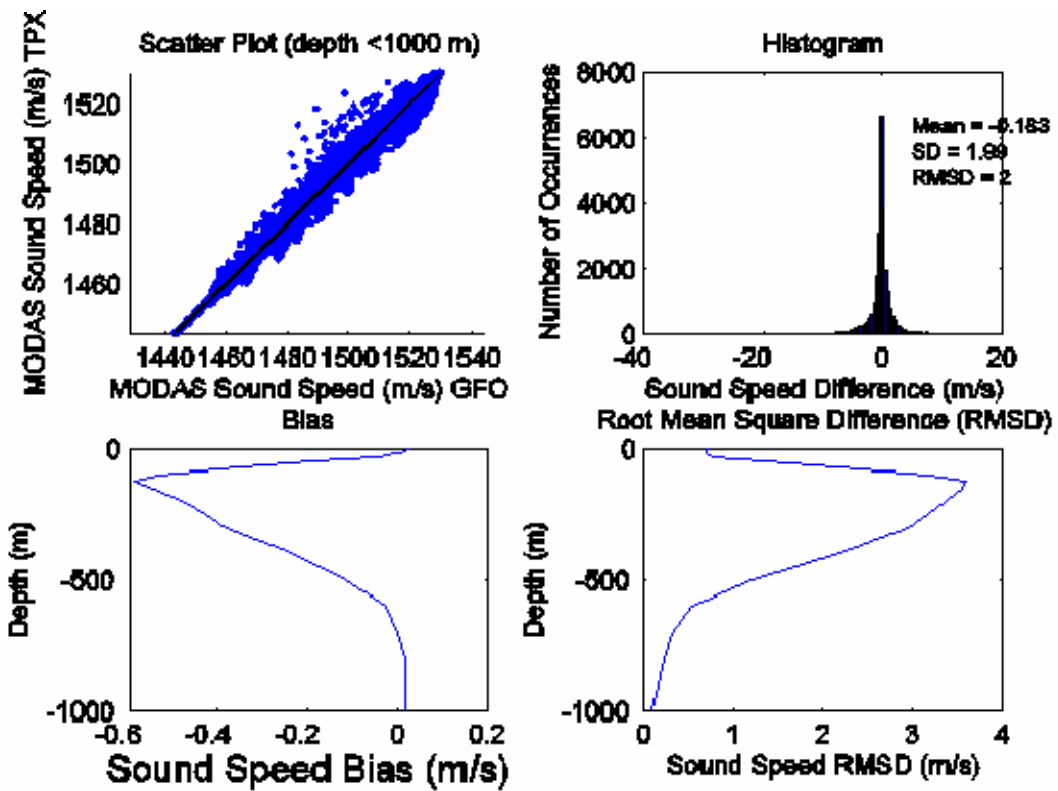 Scatter Plot (depth <1000 m)
MODAS Sound Speed (m/s) TPX
1520
1500
1480
1460
1440 1460 1480 1500 1520 1540
MODAS Sound Speed (m/s) GFO
Histogram
Number of Occurrences
8000
6000
4000
2000
0
Mean = -0.183
SD = 1.99
RMSD = 2
-40 -20 0 20
Sound Speed Difference (m/s)
Bias
Depth (m)
0
-500
-1000
-0.6 -0.4 -0.2 0 0.2
Sound Speed Bias (m/s)
Root Mean Square Difference (RMSD)
Depth (m)
0
-500
-1000
0 1 2 3 4
Sound Speed RMSD (m/s)